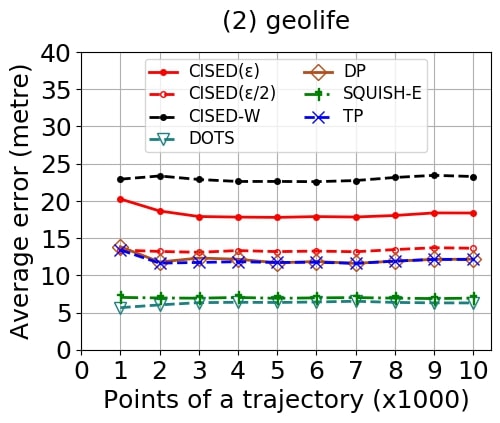 (2) geolife
Average error (metre)
40
35
30
25
20
15
10
5
0
CISED(ε)
CISED(ε/2)
CISED-W
DOTS
DP
SQUISH-E
TP
0 1 2 3 4 5 6 7 8 9 10
Points of a trajectory (x1000)